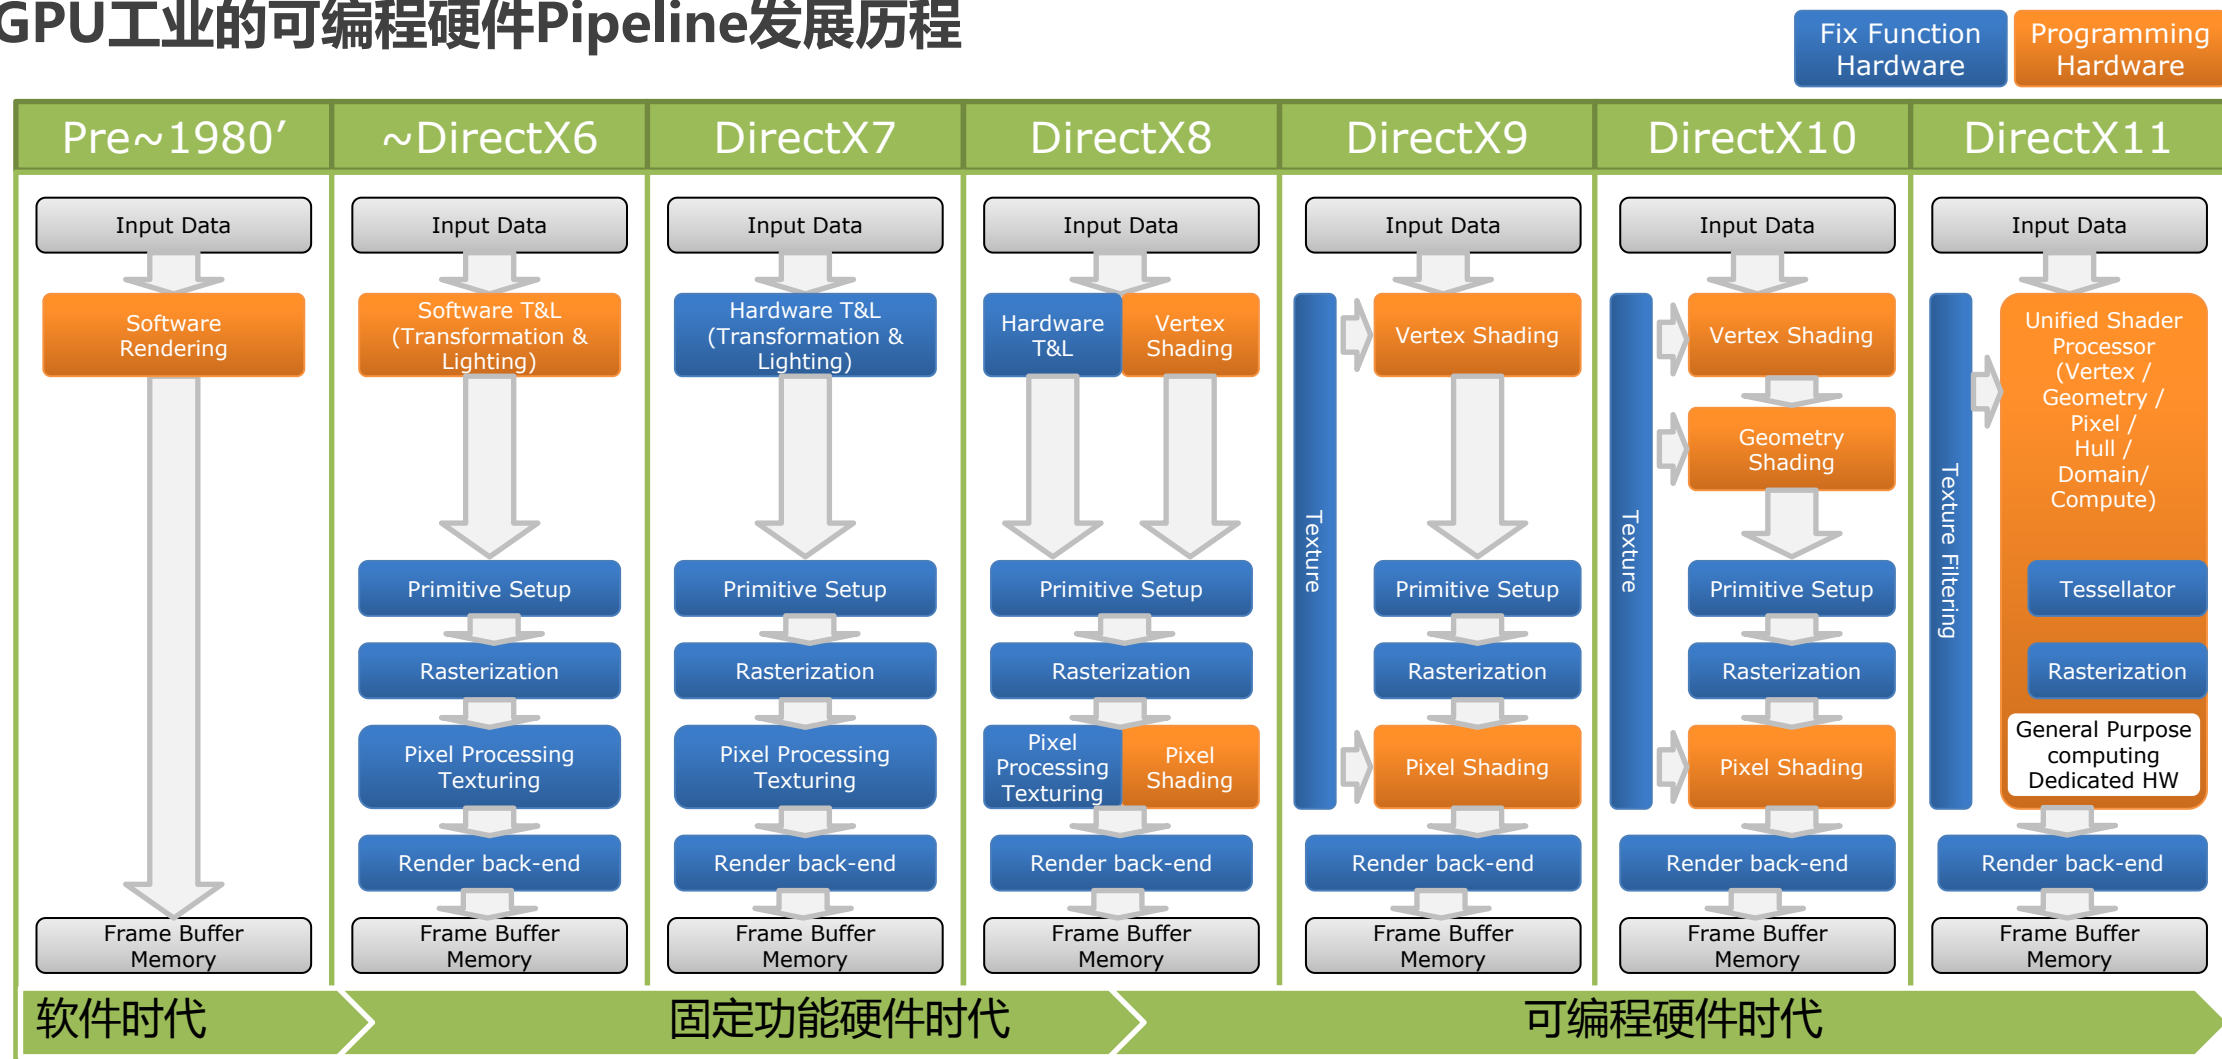 GPU工业的可编程硬件Pipeline发展历程
Fix Function
Hardware
Programming
Hardware
Pre~1980’
~DirectX6
DirectX7
DirectX8
DirectX9
DirectX10
DirectX11
Input Data
Software
Rendering
Frame Buffer
Memory
Input Data
Software T&L
(Transformation &
Lighting)
Primitive Setup
Rasterization
Pixel Processing
Texturing
Render back-end
Frame Buffer
Memory
Input Data
Hardware T&L
(Transformation &
Lighting)
Primitive Setup
Rasterization
Pixel Processing
Texturing
Render back-end
Frame Buffer
Memory
Input Data
Hardware
T&L
Vertex
Shading
Primitive Setup
Rasterization
Pixel
Processing
Texturing
Pixel
Shading
Render back-end
Frame Buffer
Memory
Input Data
Texture
Vertex Shading
Primitive Setup
Rasterization
Pixel Shading
Render back-end
Frame Buffer
Memory
Input Data
Texture
Vertex Shading
Geometry
Shading
Primitive Setup
Rasterization
Pixel Shading
Render back-end
Frame Buffer
Memory
Input Data
Texture Filtering
Unified Shader
Processor
(Vertex /
Geometry /
Pixel /
Hull /
Domain/
Compute)
Tessellator
Rasterization
General Purpose
computing
Dedicated HW
Render back-end
Frame Buffer
Memory
软件时代
固定功能硬件时代
可编程硬件时代